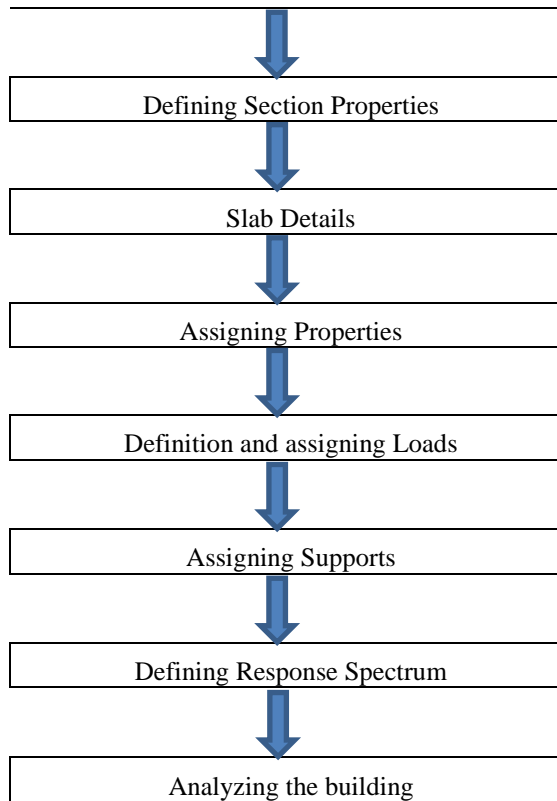 Defining Section Properties
Slab Details
Assigning Properties
Definition and assigning Loads
Assigning Supports
Defining Response Spectrum
Analyzing the building